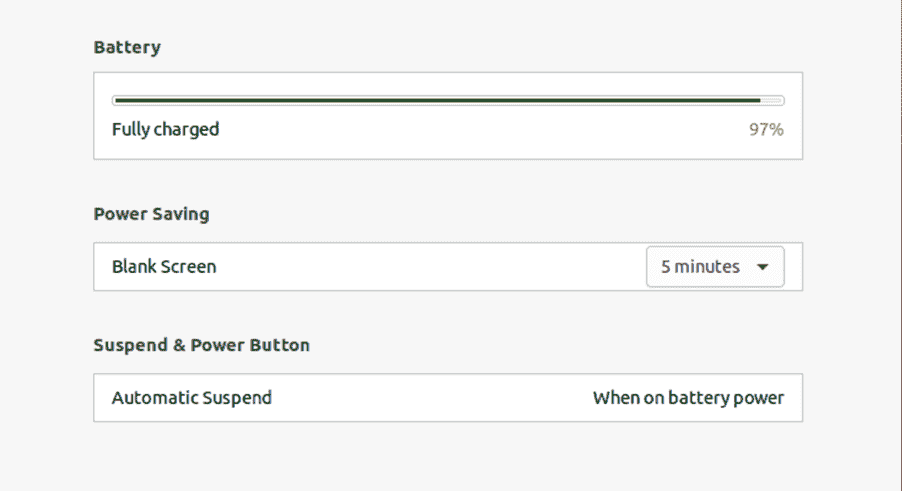 Battery
Fully charged 97%
Power Saving
Blank Screen 5 minutes
Suspend & Power Button
Automatic Suspend When on battery power